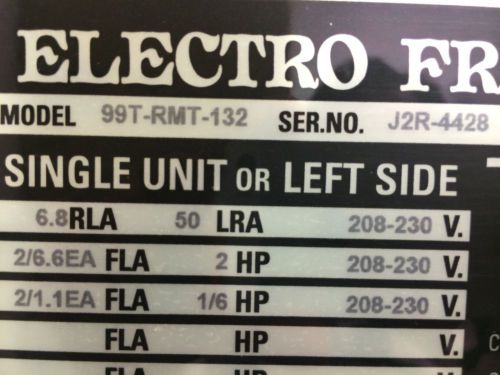 ELECTRO FR
MODEL 99T-RMT-132 SER.NO. J2R-4428
SINGLE UNIT OR LEFT SIDE
6.8RLA 50 LRA 208-230 V.
2/6.6EA FLA 2 HP 208-230 V.
2/1.1EA FLA 1/6 HP 208-230 V.
FLA HP V.
FLA HP V.